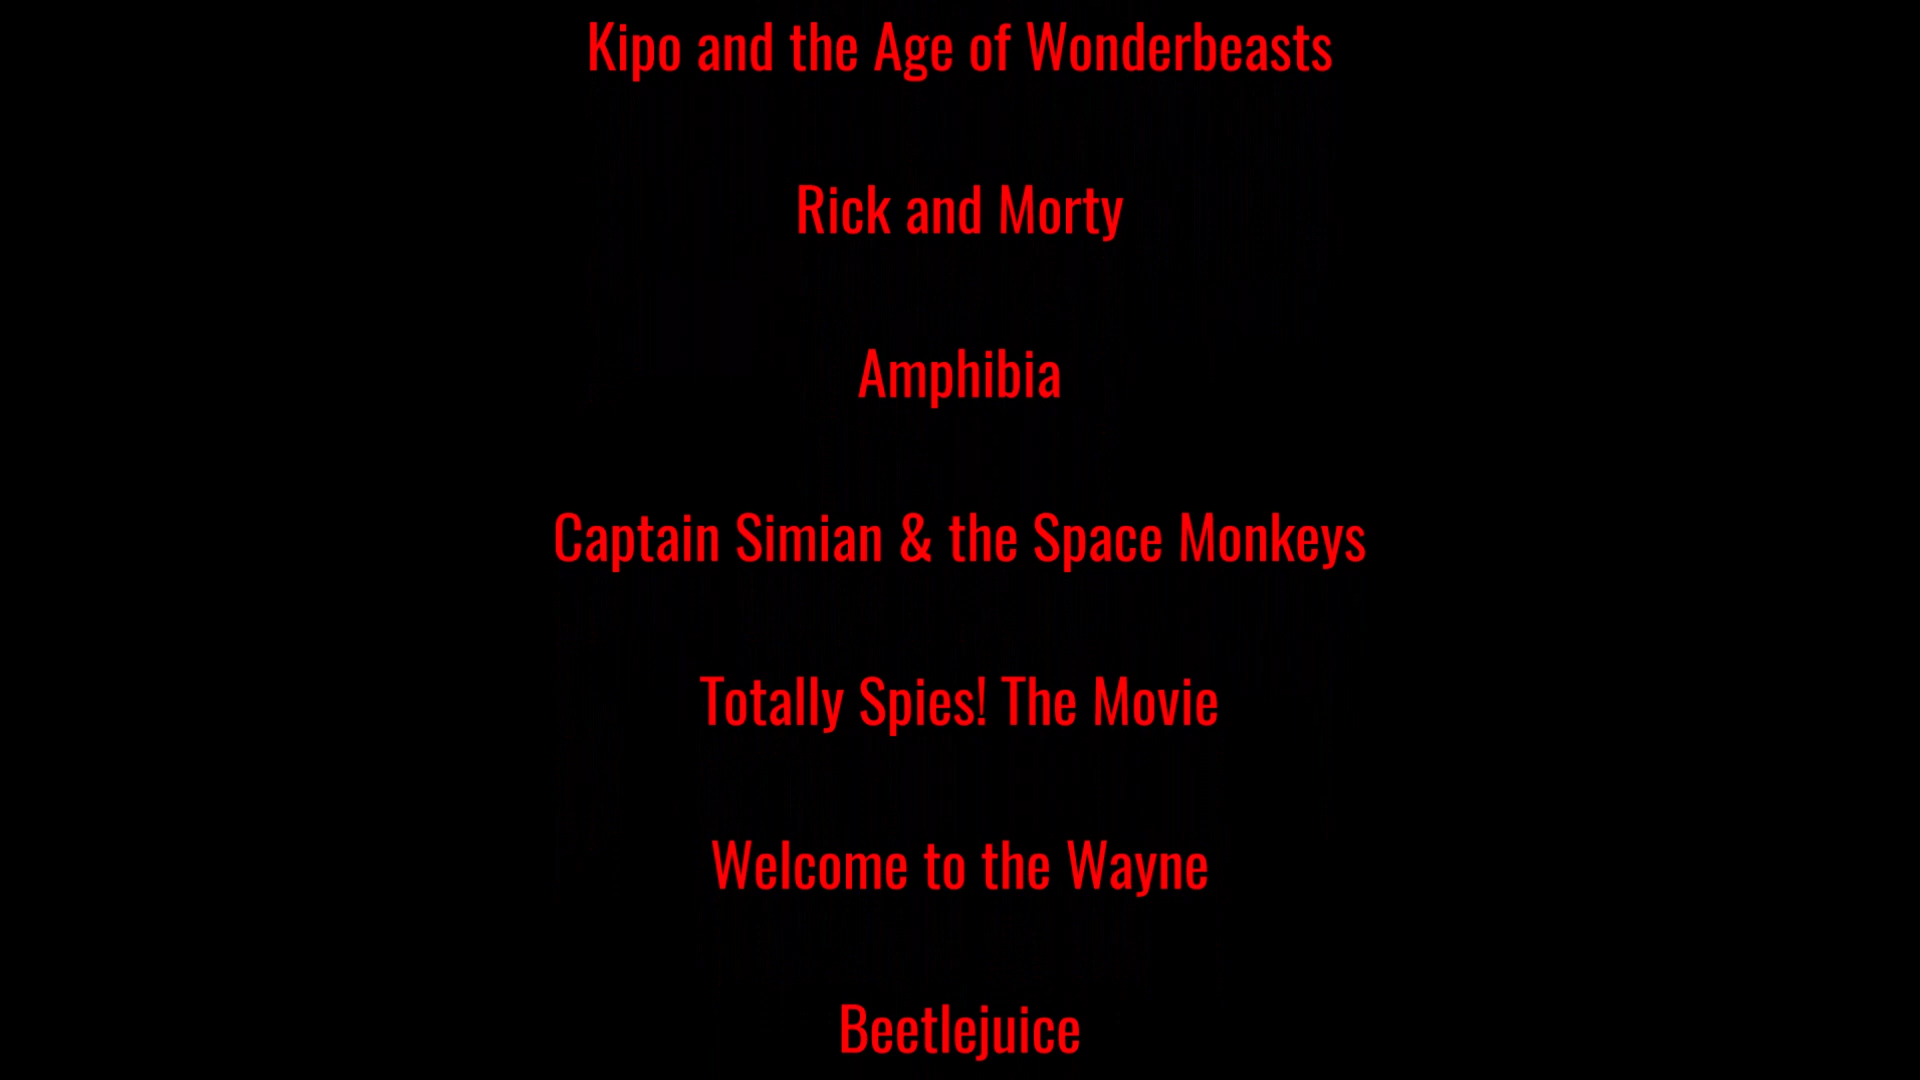 Kipo and the Age of Wonderbeasts
Rick and Morty
Amphibia
Captain Simian & the Space Monkeys
Totally Spies! The Movie
Welcome to the Wayne
Beetlejuice